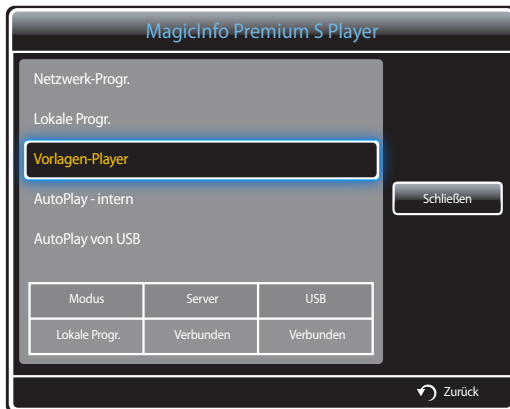 MagicInfo Premium S Player
Netzwerk-Progr.
Lokale Progr.
Vorlagen-Player
AutoPlay - intern
AutoPlay von USB
Schließen
Modus Server USB
Lokale Progr. Verbunden Verbunden
Zurück